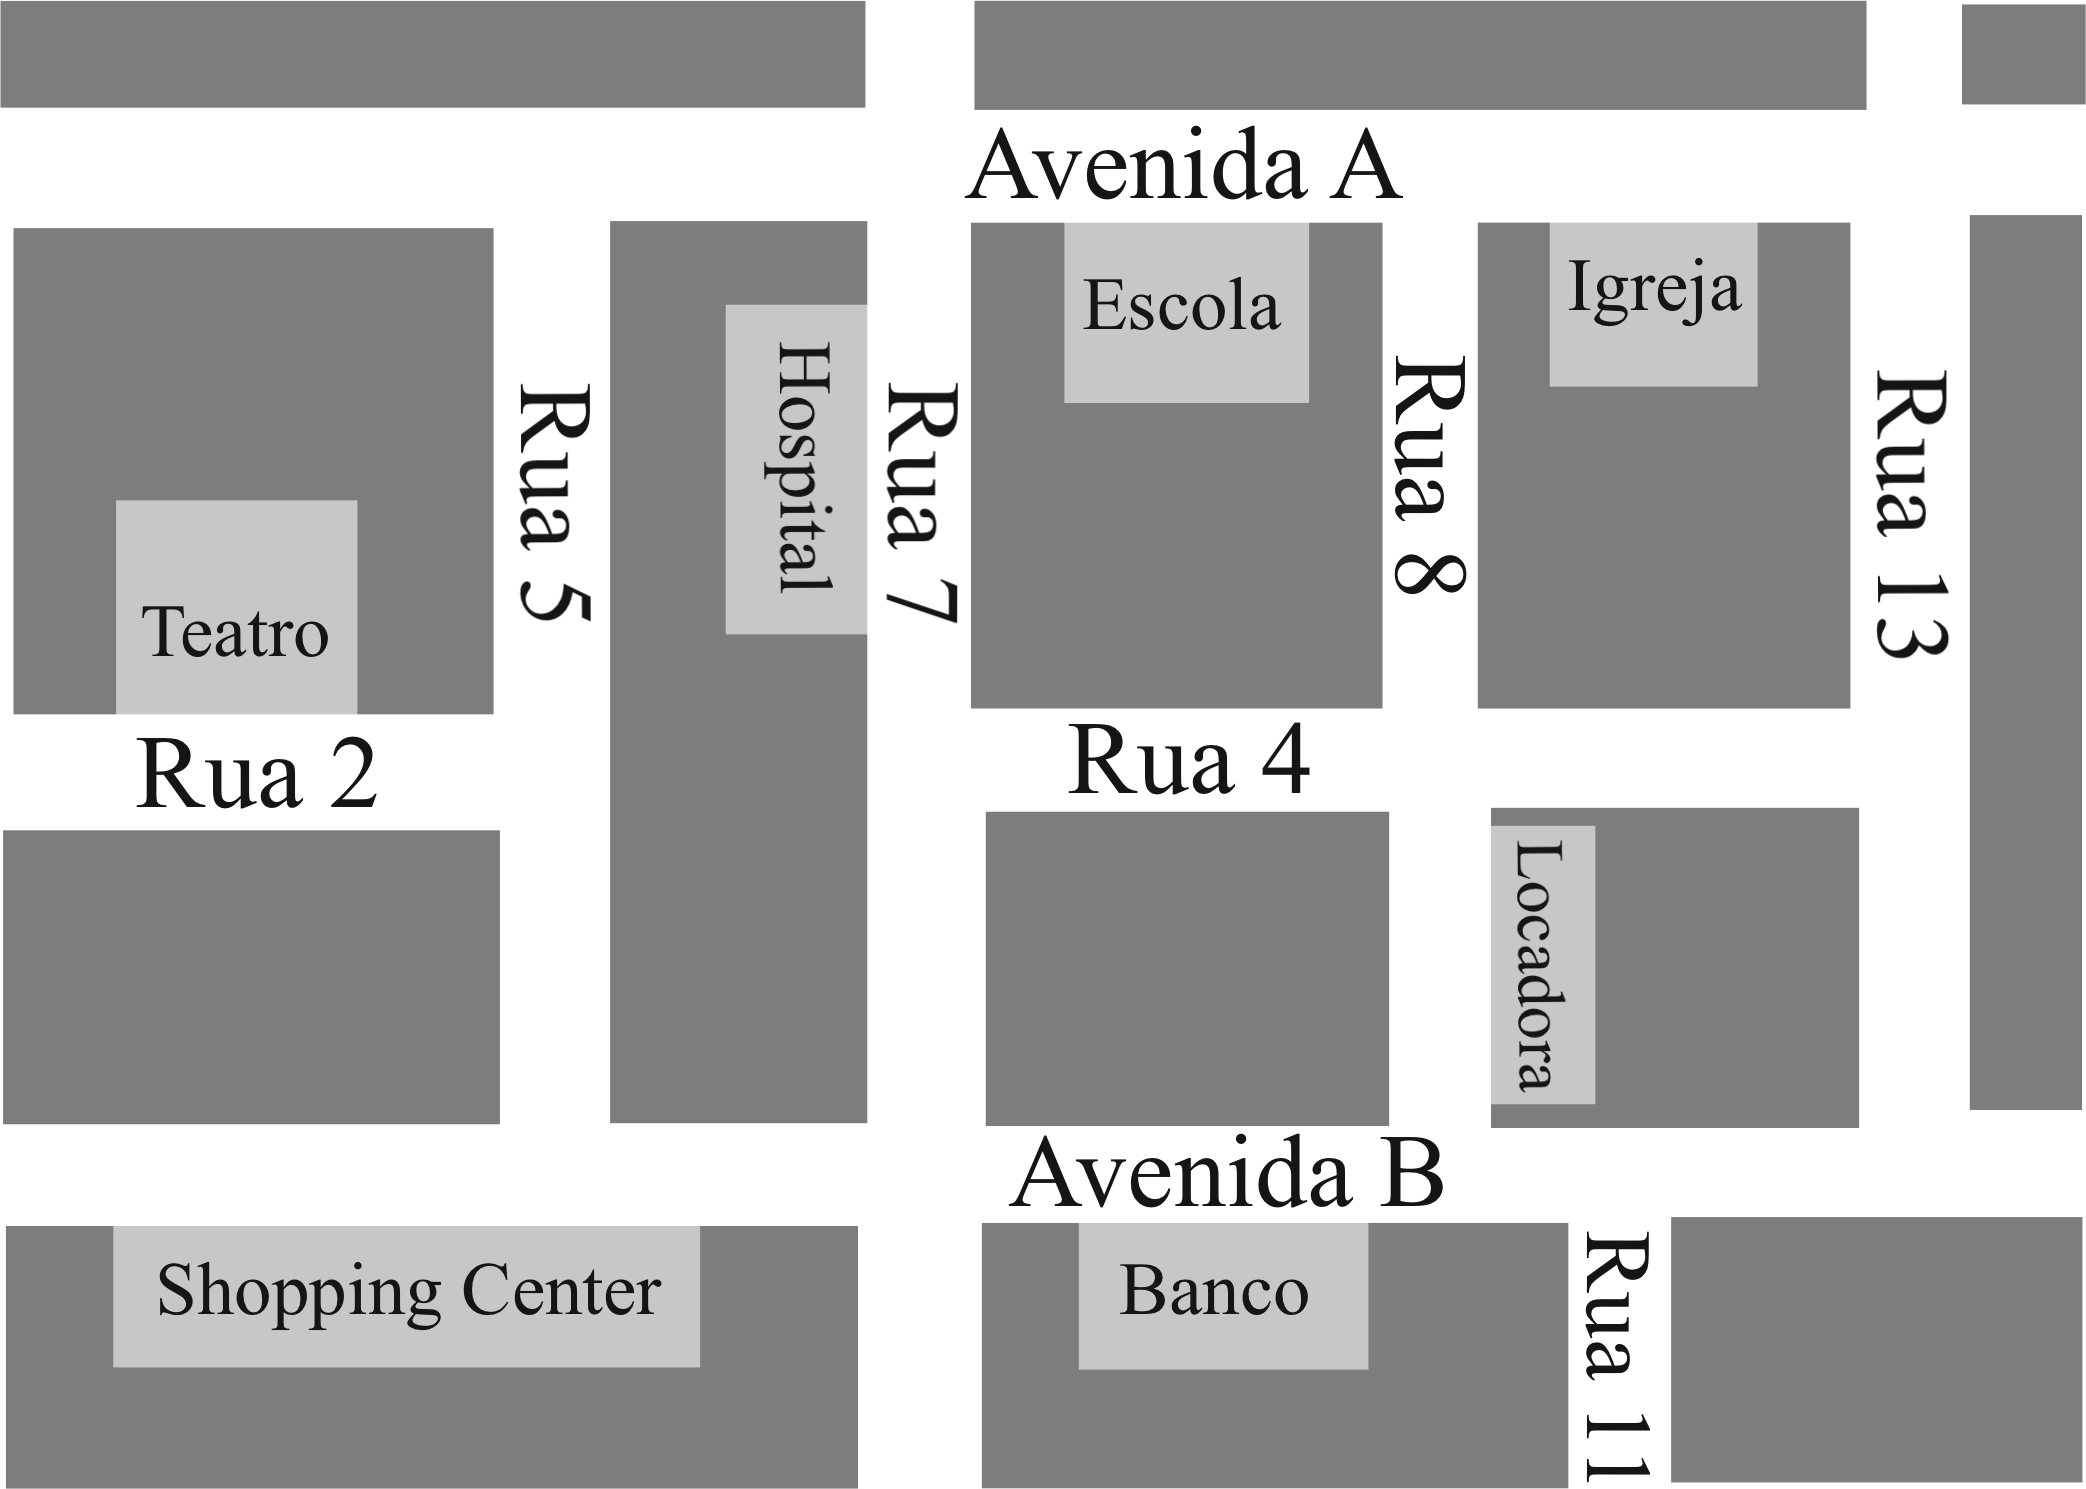 Avenida A
Escola
Igreja
Hospital
Rua 5
Rua 7
Rua 8
Rua 13
Teatro
Rua 2
Rua 4
Locadora
Avenida B
Shopping Center
Banco
Rua 11